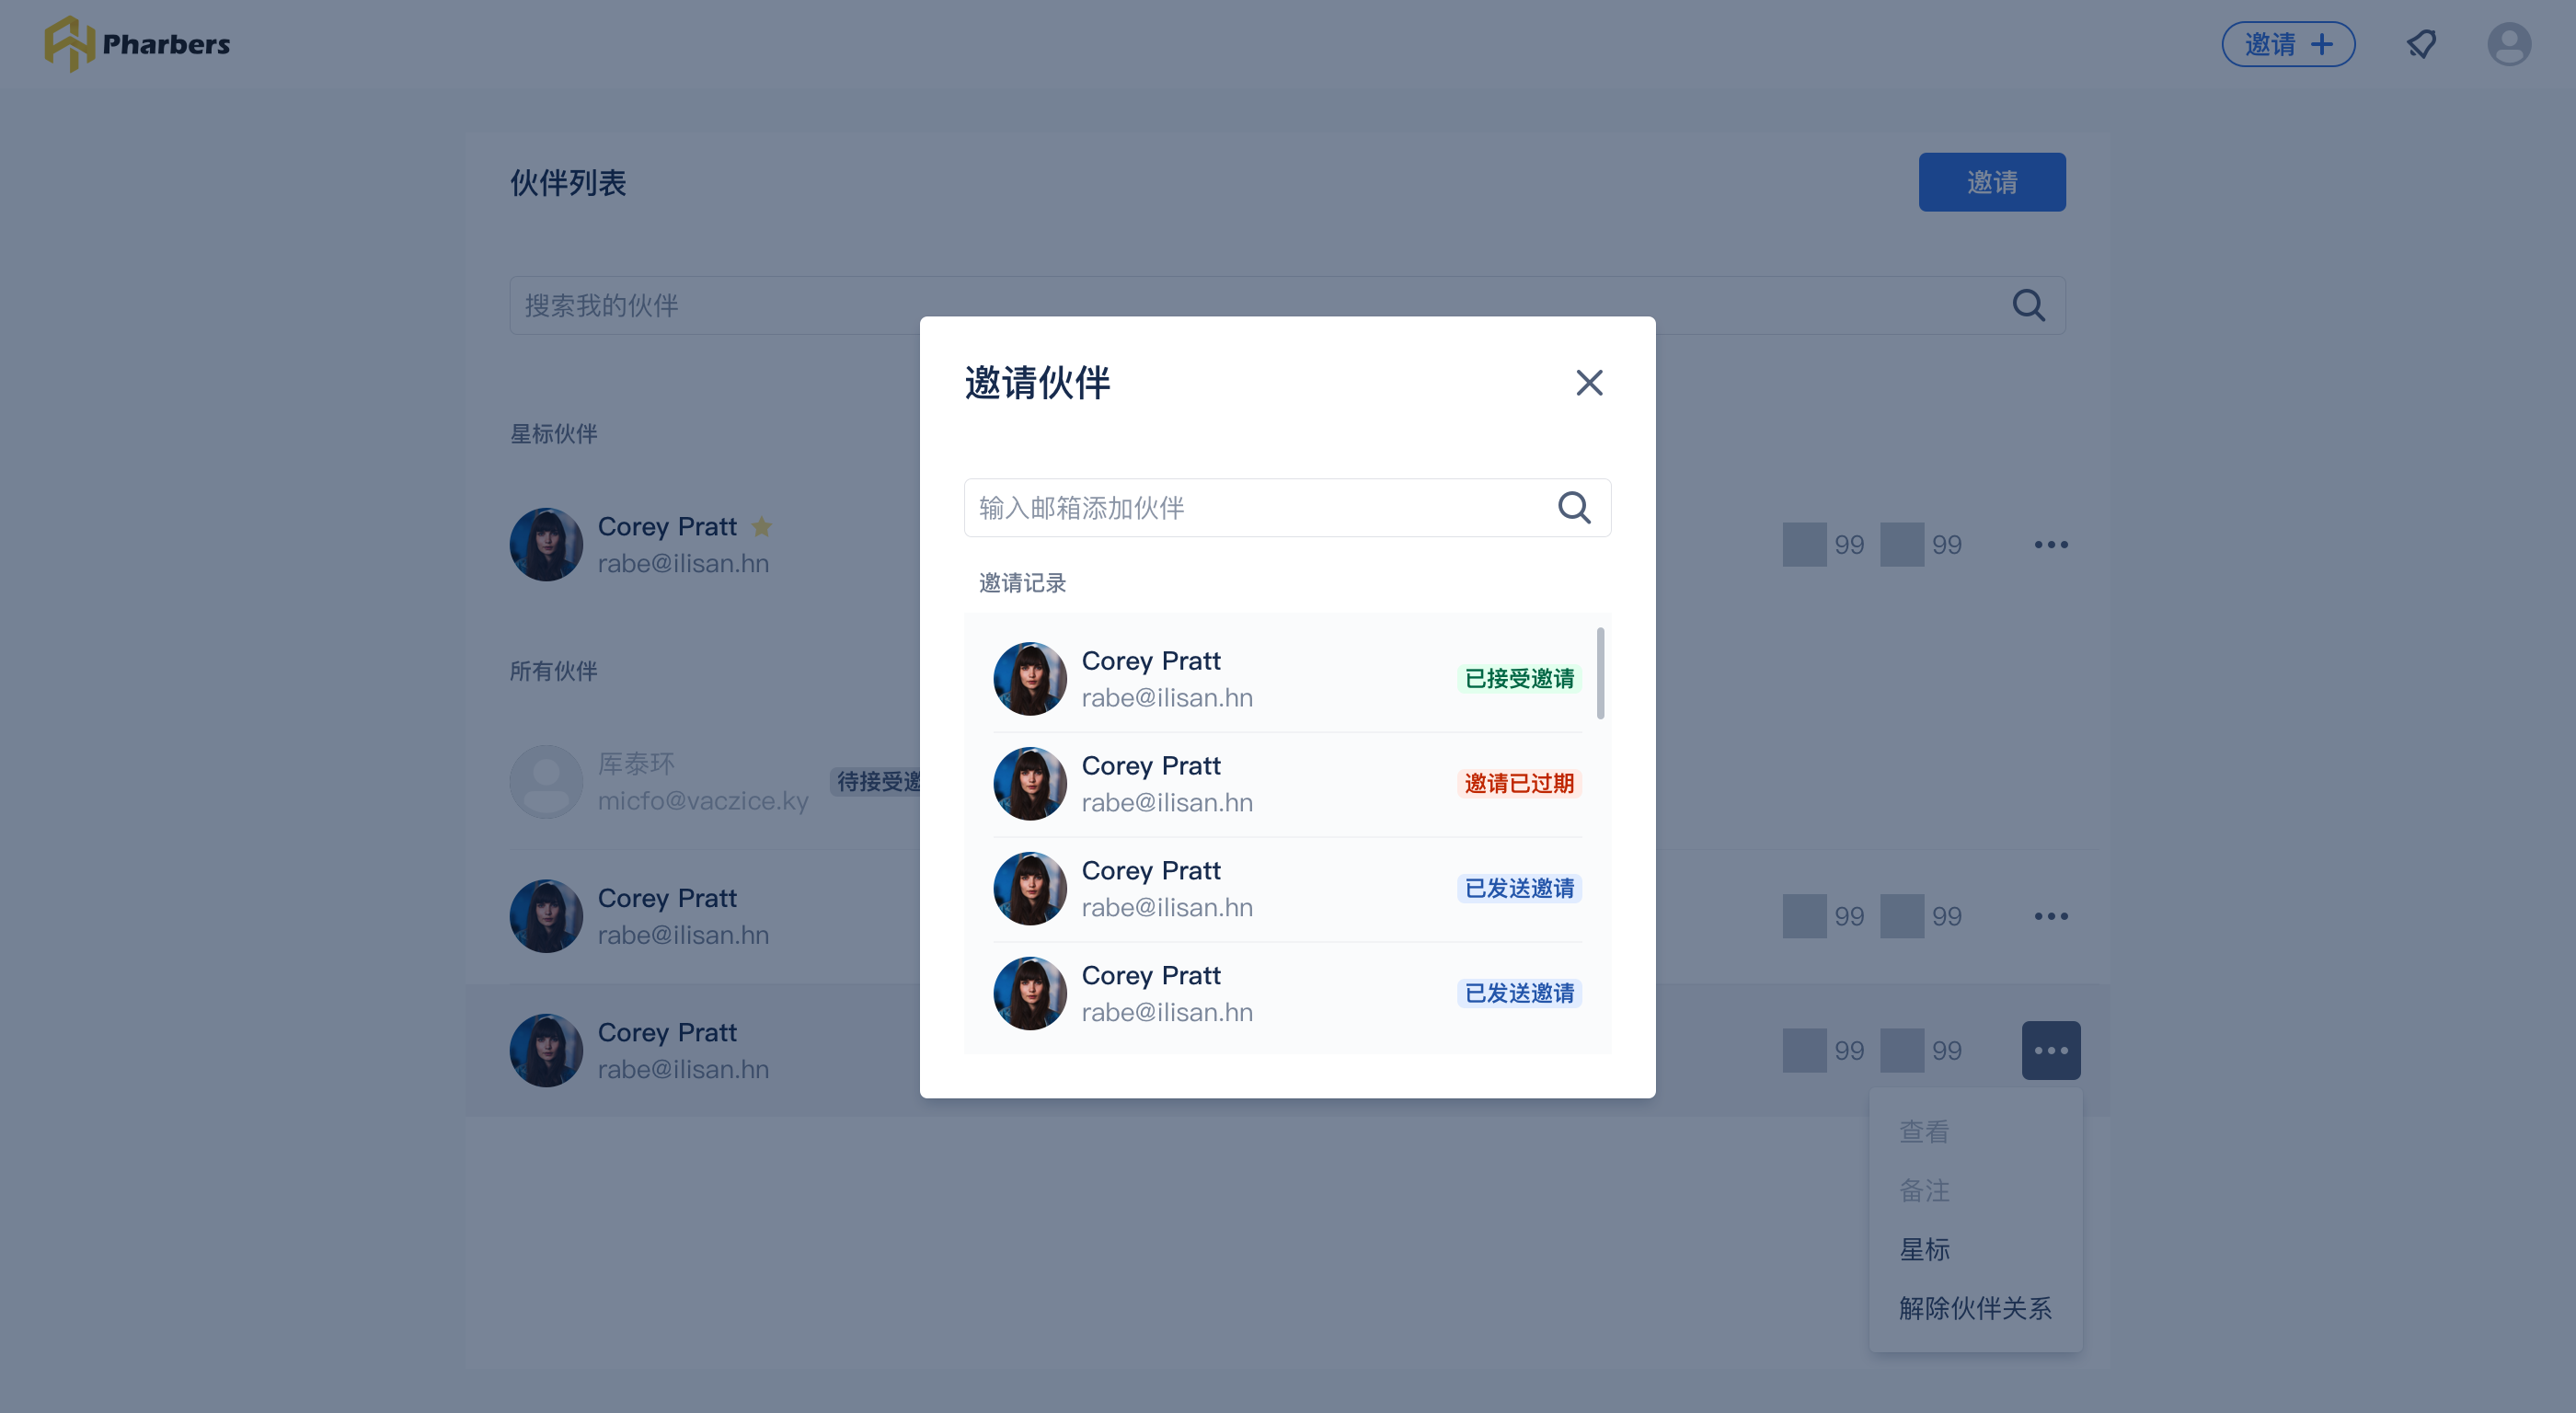 Pharbers
邀请
伙伴列表
邀请
搜索我的伙伴
星标伙伴
Corey Pratt
rabe@ilisan.hn
99 99
所有伙伴
厍泰环
micfo@vaczice.ky
待接受邀
Corey Pratt
rabe@ilisan.hn
99 99
Corey Pratt
rabe@ilisan.hn
99 99
查看
备注
星标
解除伙伴关系
邀请伙伴
输入邮箱添加伙伴
邀请记录
Corey Pratt
rabe@ilisan.hn
已接受邀请
Corey Pratt
rabe@ilisan.hn
邀请已过期
Corey Pratt
rabe@ilisan.hn
已发送邀请
Corey Pratt
rabe@ilisan.hn
已发送邀请